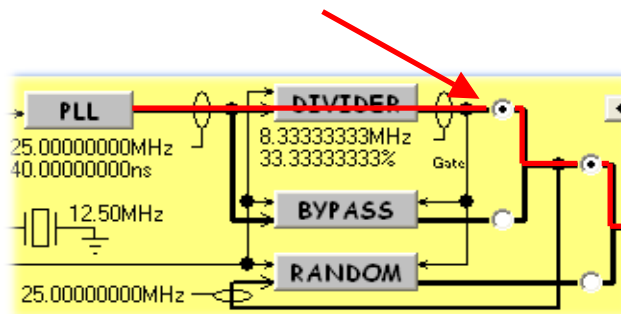 PLL
DIVIDER
25.00000000MHz
40.00000000ns
8.33333333MHz
33.33333333%
Gate
12.50MHz
BYPASS
RANDOM
25.00000000MHz